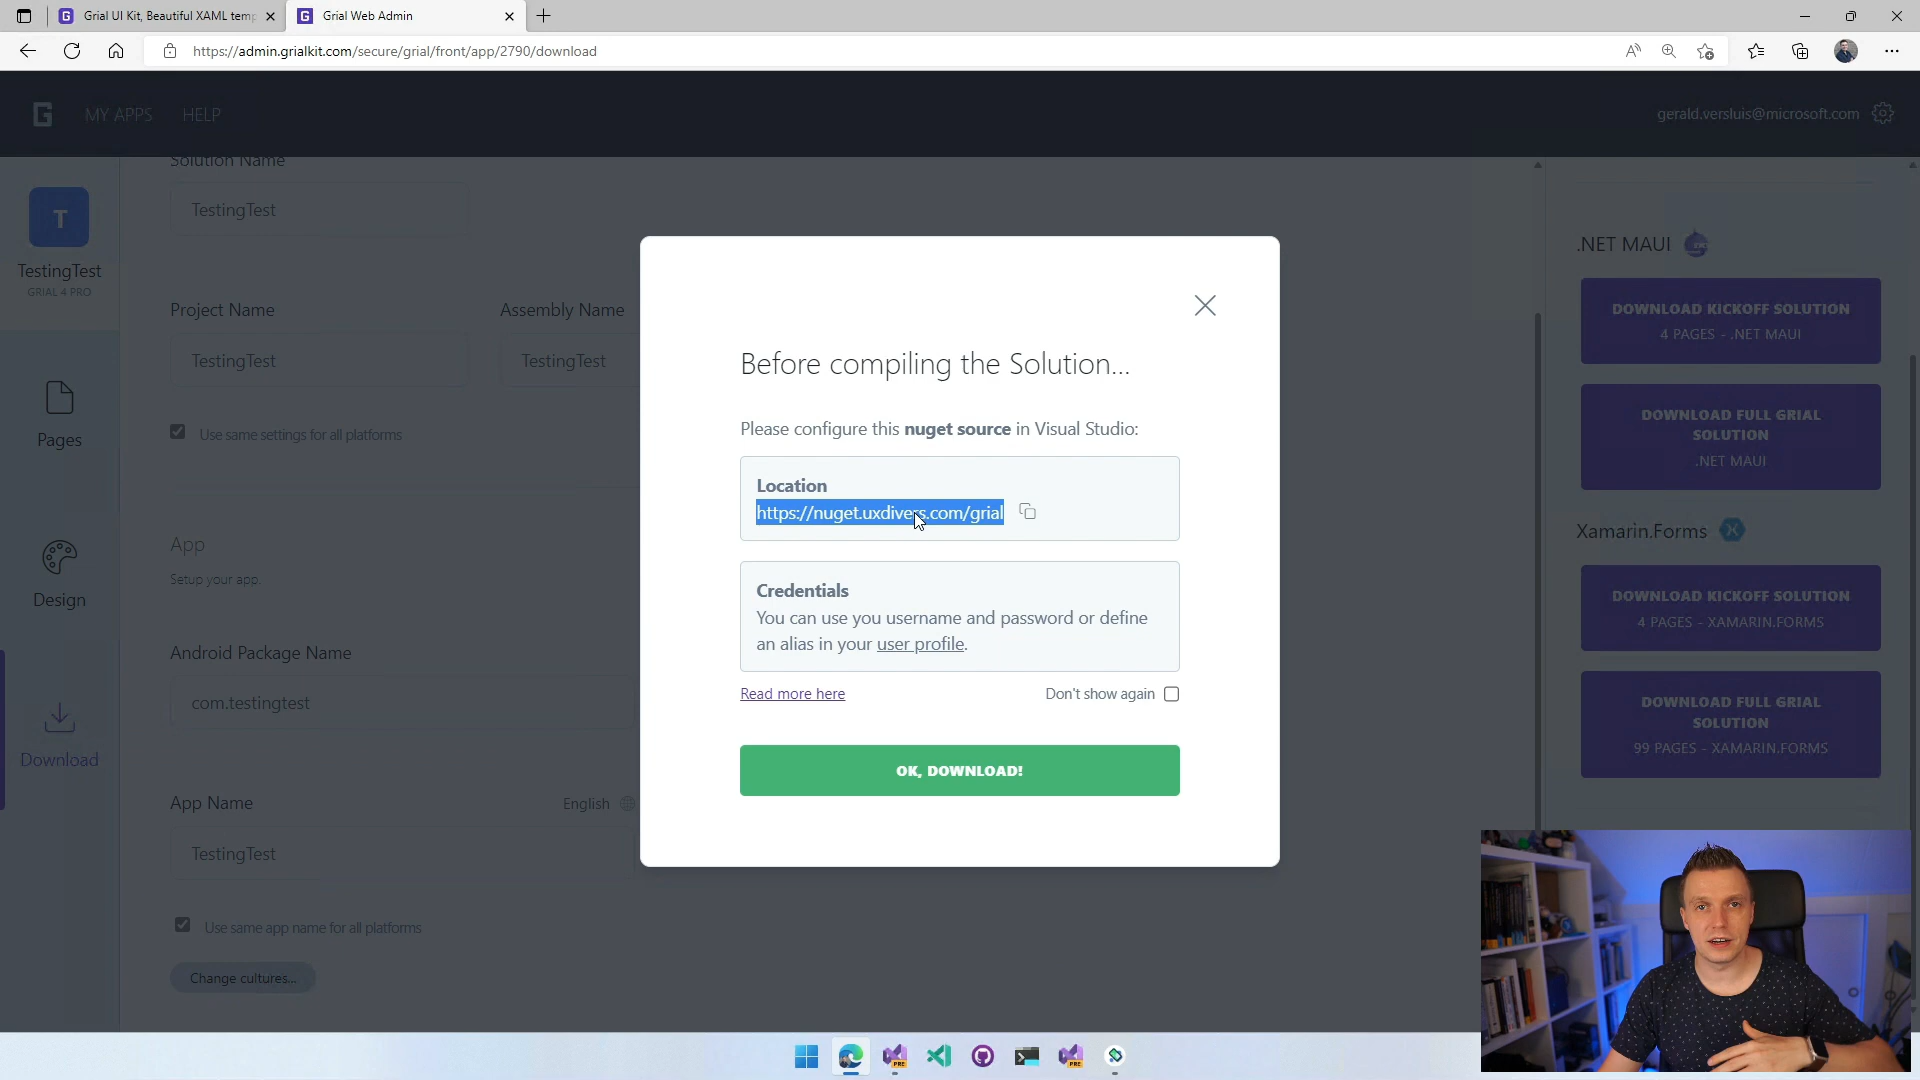 Grial UI Kit, Beautiful XAML temp
Grial Web Admin
https://admin.grialkit.com/secure/grial/front/app/2790/download
MY APPS
HELP
gerald.versluis@microsoft.com
T
TestingTest
GRIAL 4 PRO
Pages
Design
Download
Solution Name
TestingTest
Project Name
Assembly Name
TestingTest
TestingTest
Use same settings for all platforms
App
Setup your app.
Android Package Name
com.testingtest
App Name
English
TestingTest
Use same app name for all platforms
Change cultures...
Before compiling the Solution...
Please configure this nuget source in Visual Studio:
Location
https://nuget.uxdivers.com/grial
Credentials
You can use you username and password or define
an alias in your user profile.
Read more here
Don't show again
OK, DOWNLOAD!
.NET MAUI
DOWNLOAD KICKOFF SOLUTION
4 PAGES - .NET MAUI
DOWNLOAD FULL GRIAL
SOLUTION
.NET MAUI
Xamarin.Forms
DOWNLOAD KICKOFF SOLUTION
4 PAGES - XAMARIN.FORMS
DOWNLOAD FULL GRIAL
SOLUTION
99 PAGES - XAMARIN.FORMS
PRE
PRE